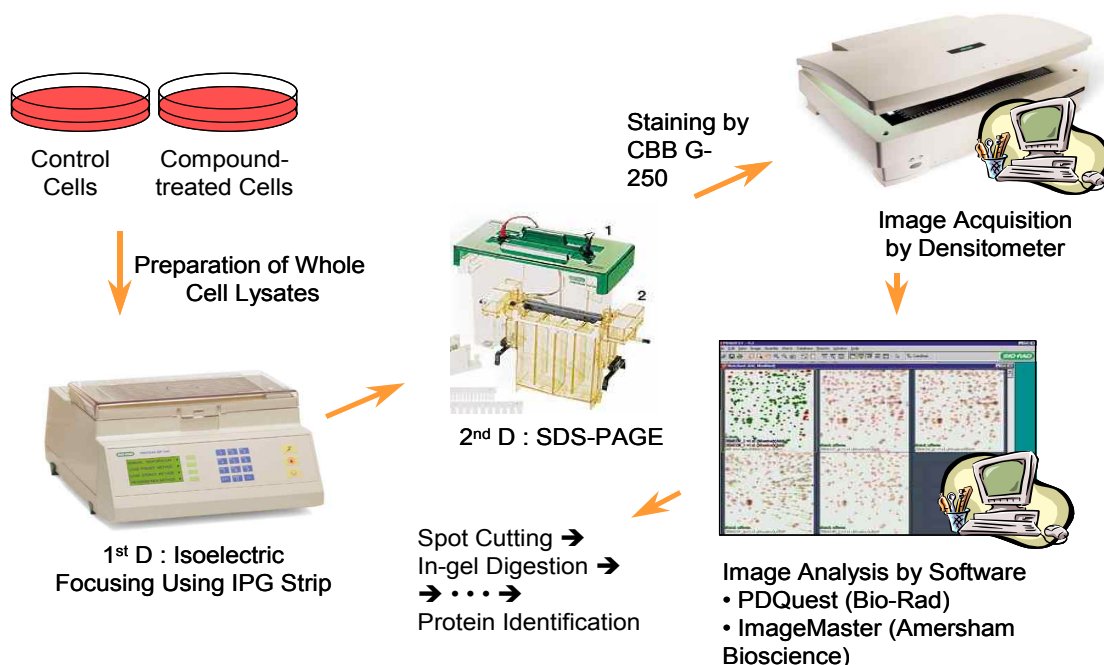 Control
Cells
Compound-
treated Cells
Preparation of Whole
Cell Lysates
1st D : Isoelectric
Focusing Using IPG Strip
1
2
2nd D : SDS-PAGE
Staining by
CBB G-
250
Image Acquisition
by Densitometer
BIO-RAD
Image Analysis by Software
• PDQuest (Bio-Rad)
• ImageMaster (Amersham
Bioscience)
Spot Cutting ➔
In-gel Digestion ➔
➔ • • • • ➔
Protein Identification